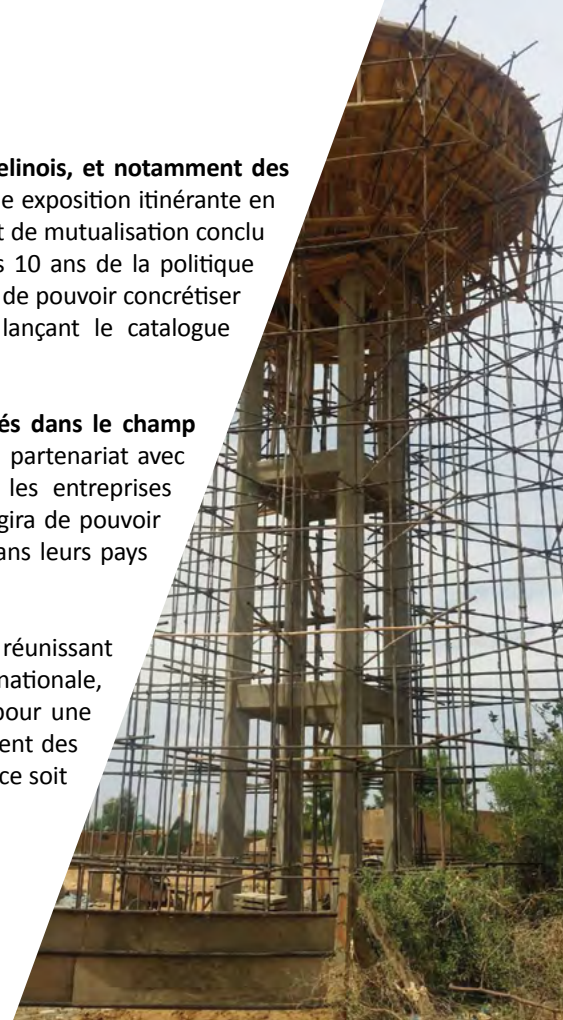 elinois, et notamment des
e exposition itinérante en
t de mutualisation conclu
s 10 ans de la politique
de pouvoir concrétiser
lançant le catalogue
és dans le champ
partenariat avec
les entreprises
gira de pouvoir
ans leurs pays
réunissant
nationale,
pour une
ent des
ce soit